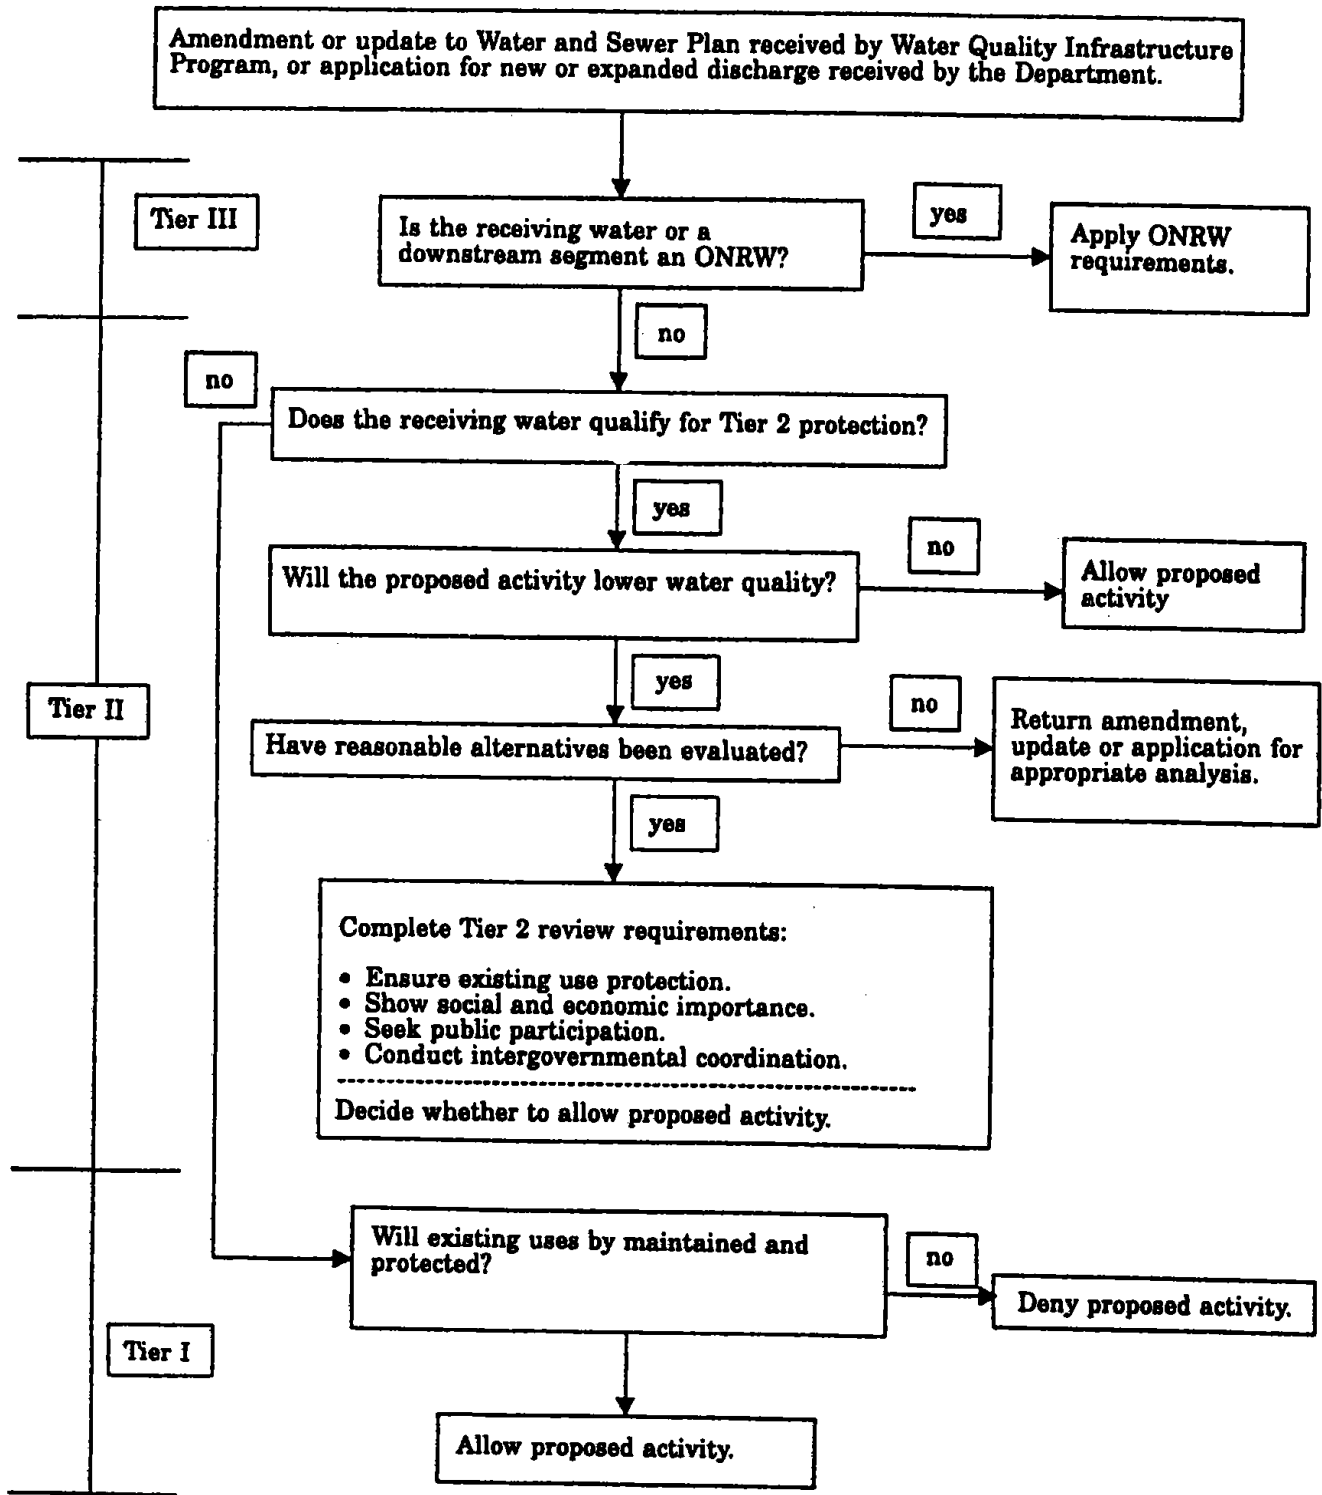 Amendment or update to Water and Sewer Plan received by Water Quality Infrastructure
Program, or application for new or expanded discharge received by the Department.
Tier III
Is the receiving water or a
downstream segment an ONRW?
yes
Apply ONRW
requirements.
no
no
Does the receiving water qualify for Tier 2 protection?
yes
Will the proposed activity lower water quality?
no
Allow proposed
activity
Tier II
yes
Have reasonable alternatives been evaluated?
no
Return amendment,
update or application for
appropriate analysis.
yes
Complete Tier 2 review requirements:
• Ensure existing use protection.
• Show social and economic importance.
• Seek public participation.
• Conduct intergovernmental coordination.
Decide whether to allow proposed activity.
Will existing uses by maintained and
protected?
no
Deny proposed activity.
Tier I
Allow proposed activity.